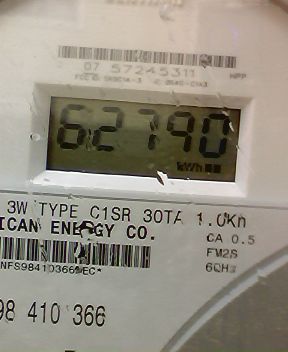 07 57245311 HPP
62790
kWh
3W TYPE C1SR 30TA 1.0Kh
ICAN ENERGY CO.
CA 0.5
FM2S
60Hz
98 410 366